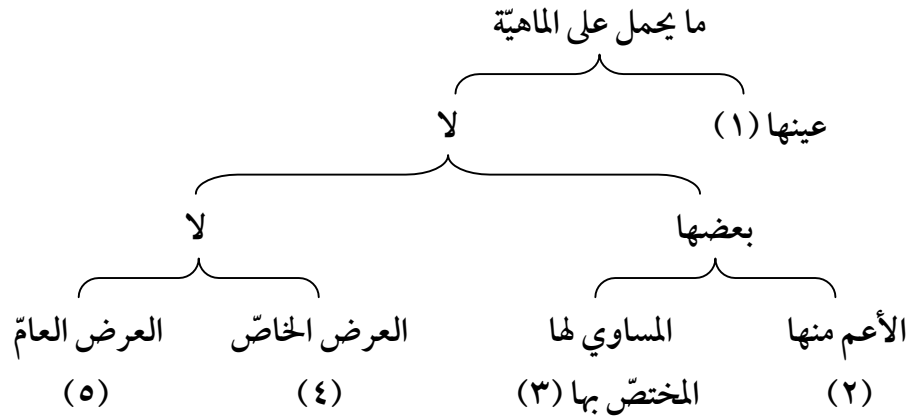 ما يحمل على الماهيّة
عينها (١) لا
بعضها لا
الأعم منها المساوي لها العرض الخاصّ العرض العامّ
(٢) المختصّ بها (٣) (٤) (٥)